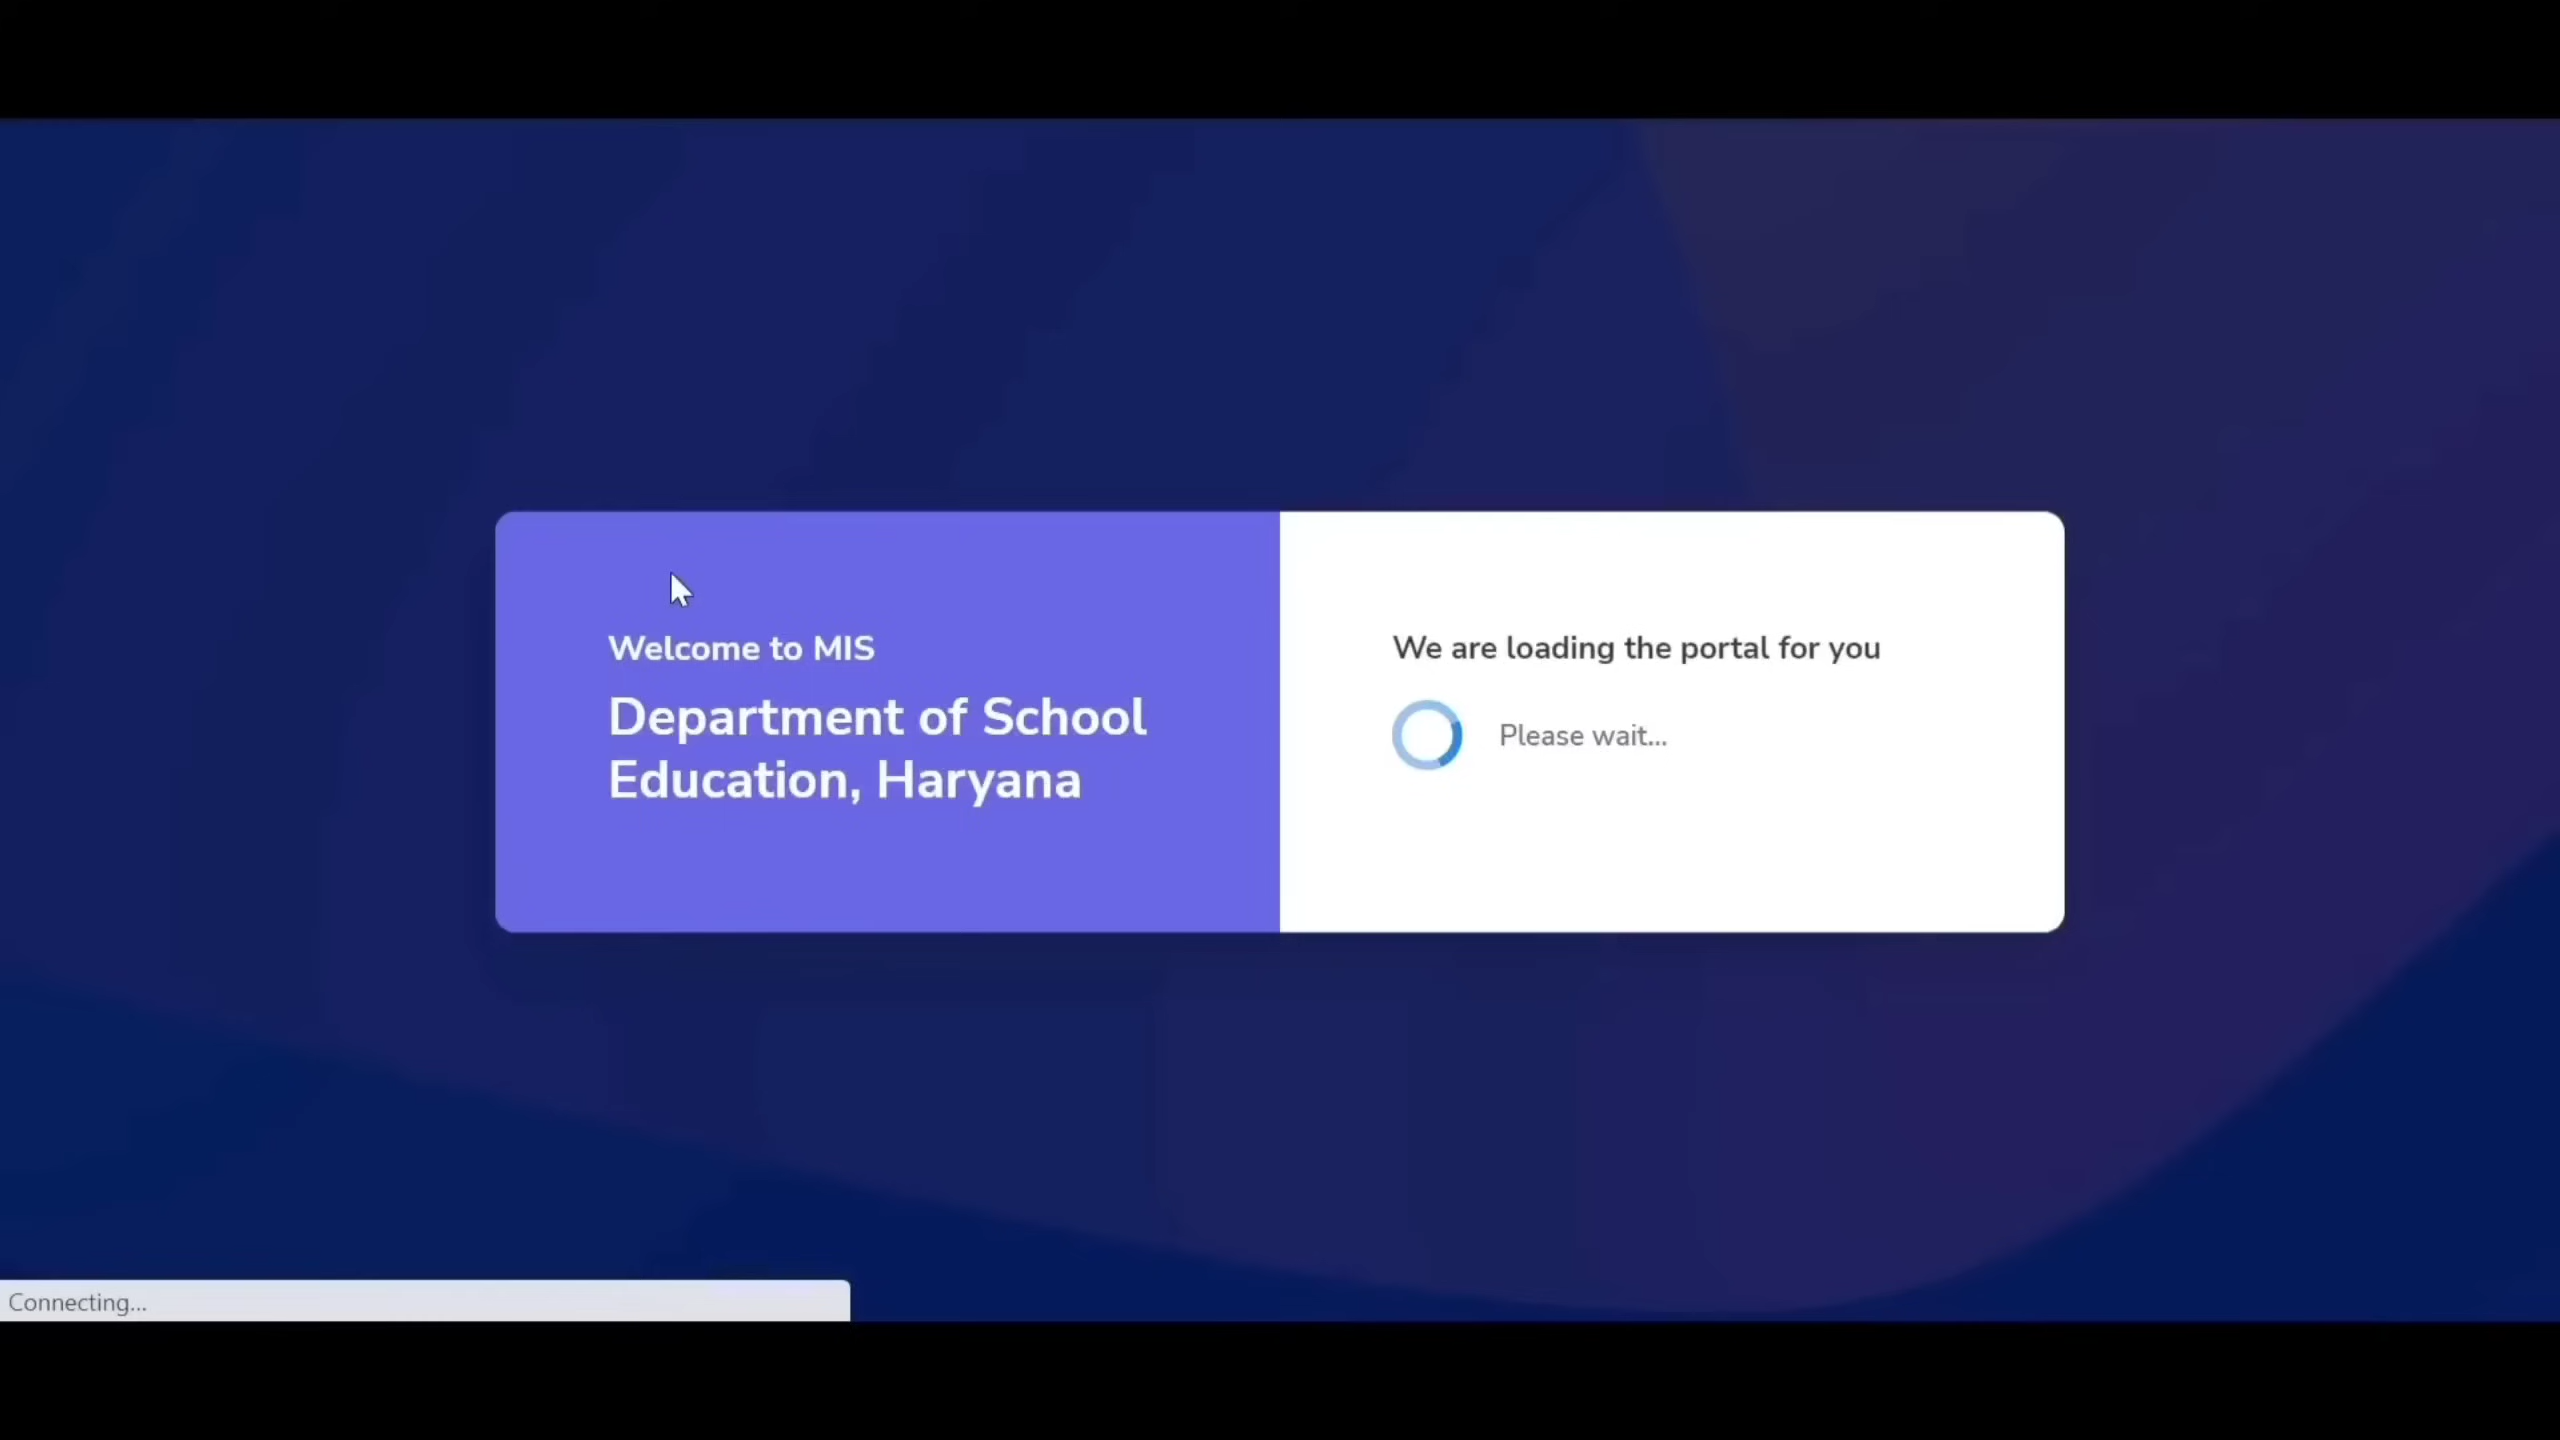 Welcome to MIS
Department of School
Education, Haryana
We are loading the portal for you
Please wait...
Connecting...